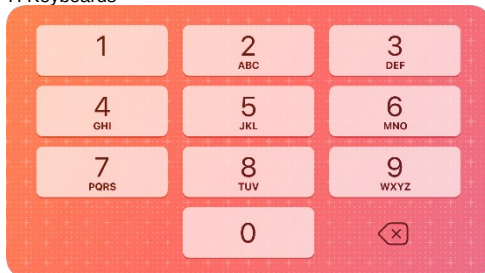 1 2 3
ABC DEF
4 5 6
GHI JKL MNO
7 8 9
PQRS TUV WXYZ
0